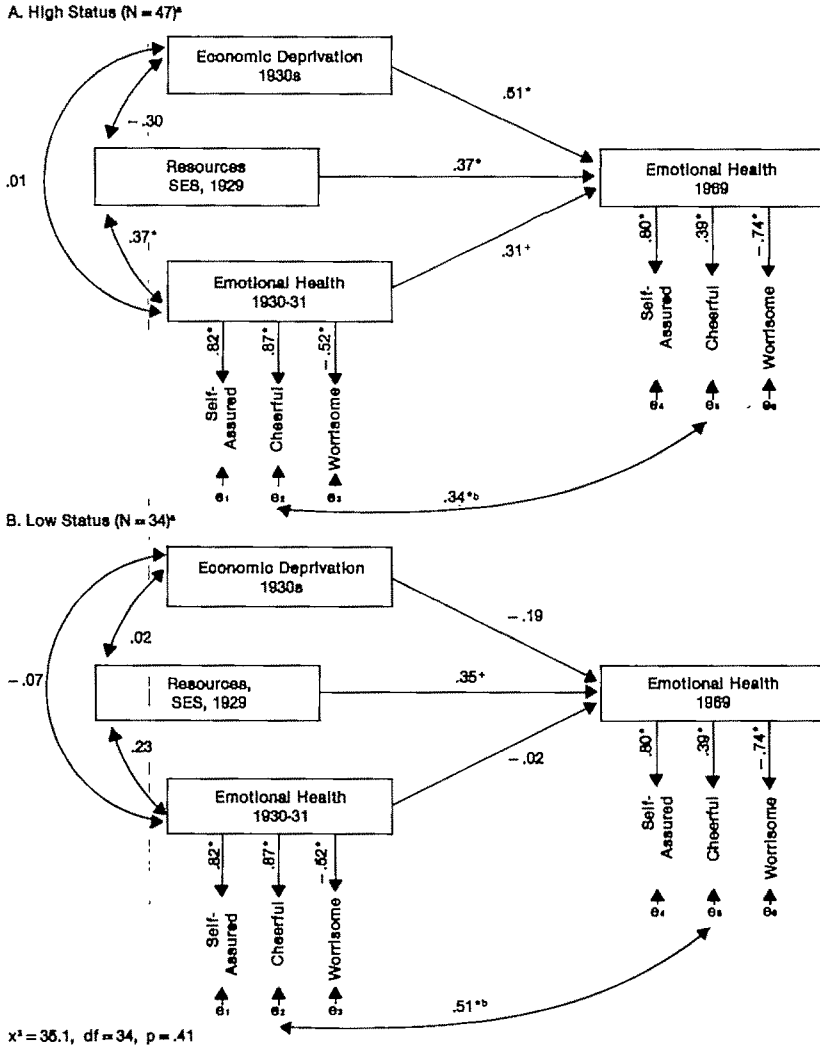 A. High Status (N = 47)ᵃ
Economic Deprivation
1930s
.51*
− .30
Resources
SES, 1929
.37*
Emotional Health
1969
.01
.37*
.31⁺
.80*
.39*
− .74*
Emotional Health
1930-31
Self-
Assured
Cheerful
Worrisome
.82*
.87*
− .52*
Self-
Assured
Cheerful
Worrisome
e₄
e₅
e₆
e₁
e₂
e₃
.34*ᵇ
B. Low Status (N = 34)ᵃ
Economic Deprivation
1930s
− .19
.02
Resources,
SES, 1929
.35⁺
Emotional Health
1969
− .07
.23
− .02
.80*
.39*
− .74*
Emotional Health
1930-31
Self-
Assured
Cheerful
Worrisome
.82*
.87*
− .52*
Self-
Assured
Cheerful
Worrisome
e₄
e₅
e₆
e₁
e₂
e₃
.51*ᵇ
x² = 35.1, df = 34, p = .41